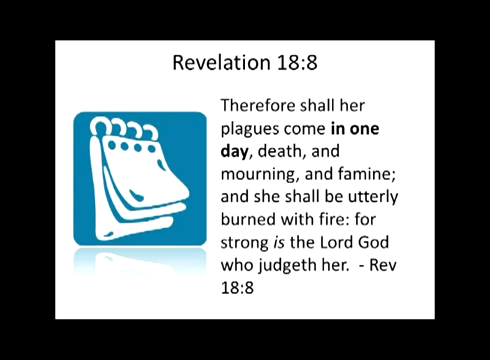 Revelation 18:8
Therefore shall her
plagues come in one
day, death, and
mourning, and famine;
and she shall be utterly
burned with fire: for
strong is the Lord God
who judgeth her.  - Rev
18:8